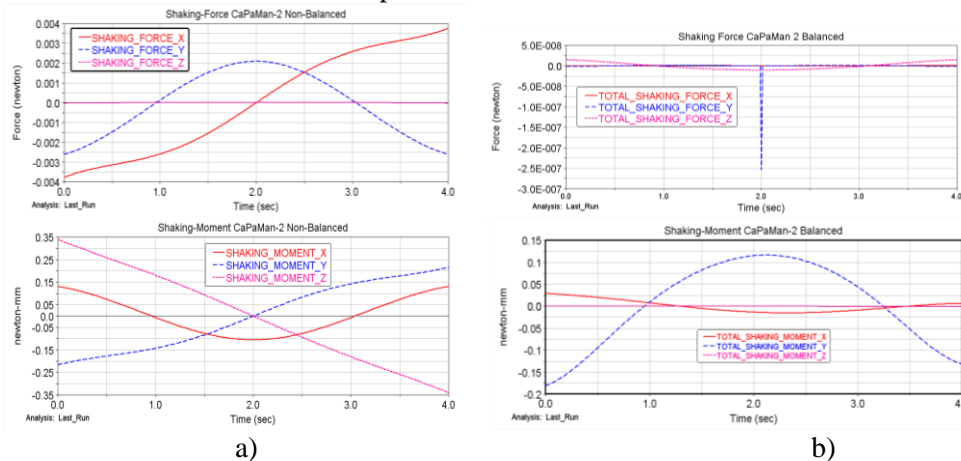 Shaking-Force CaPaMan-2 Non-Balanced
0.004
0.003
0.002
0.001
0.0
-0.001
-0.002
-0.003
-0.004
Force (newton)
SHAKING_FORCE_X
SHAKING_FORCE_Y
SHAKING_FORCE_Z
0.0 1.0 2.0 3.0 4.0
Analysis: Last_Run Time (sec)
Shaking-Moment CaPaMan-2 Non-Balanced
0.35
0.25
0.15
0.05
-0.05
-0.15
-0.25
-0.35
newton-mm
SHAKING_MOMENT_X
SHAKING_MOMENT_Y
SHAKING_MOMENT_Z
0.0 1.0 2.0 3.0 4.0
Analysis: Last_Run Time (sec)
a)
Shaking Force CaPaMan 2 Balanced
5.0E-008
0.0
-5.0E-008
-1.0E-007
-1.5E-007
-2.0E-007
-2.5E-007
-3.0E-007
Force (newton)
TOTAL_SHAKING_FORCE_X
TOTAL_SHAKING_FORCE_Y
TOTAL_SHAKING_FORCE_Z
0.0 1.0 2.0 3.0 4.0
Analysis: Last_Run Time (sec)
Shaking-Moment CaPaMan-2 Balanced
0.15
0.1
0.05
0.0
-0.05
-0.1
-0.15
-0.2
newton-mm
TOTAL_SHAKING_MOMENT_X
TOTAL_SHAKING_MOMENT_Y
TOTAL_SHAKING_MOMENT_Z
0.0 1.0 2.0 3.0 4.0
Analysis: Last_Run Time (sec)
b)